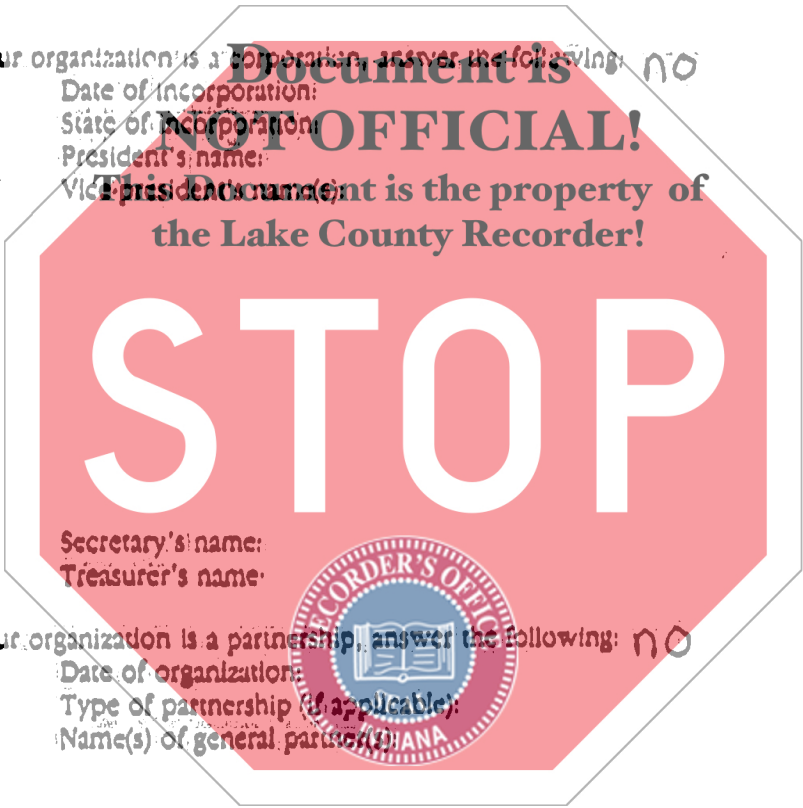 ur organization is a corporation, answer the following: no
Document is
Date of incorporation:
State of incorporation:
NOT OFFICIAL!
President's name:
Vice president's name(s):
This Document is the property of
the Lake County Recorder!
STOP
Secretary's name:
Treasurer's name:
RECORDER'S OFFICE
ur organization is a partnership, answer the following: no
Date of organization:
Type of partnership (if applicable):
Name(s) of general partner(s):
INDIANA